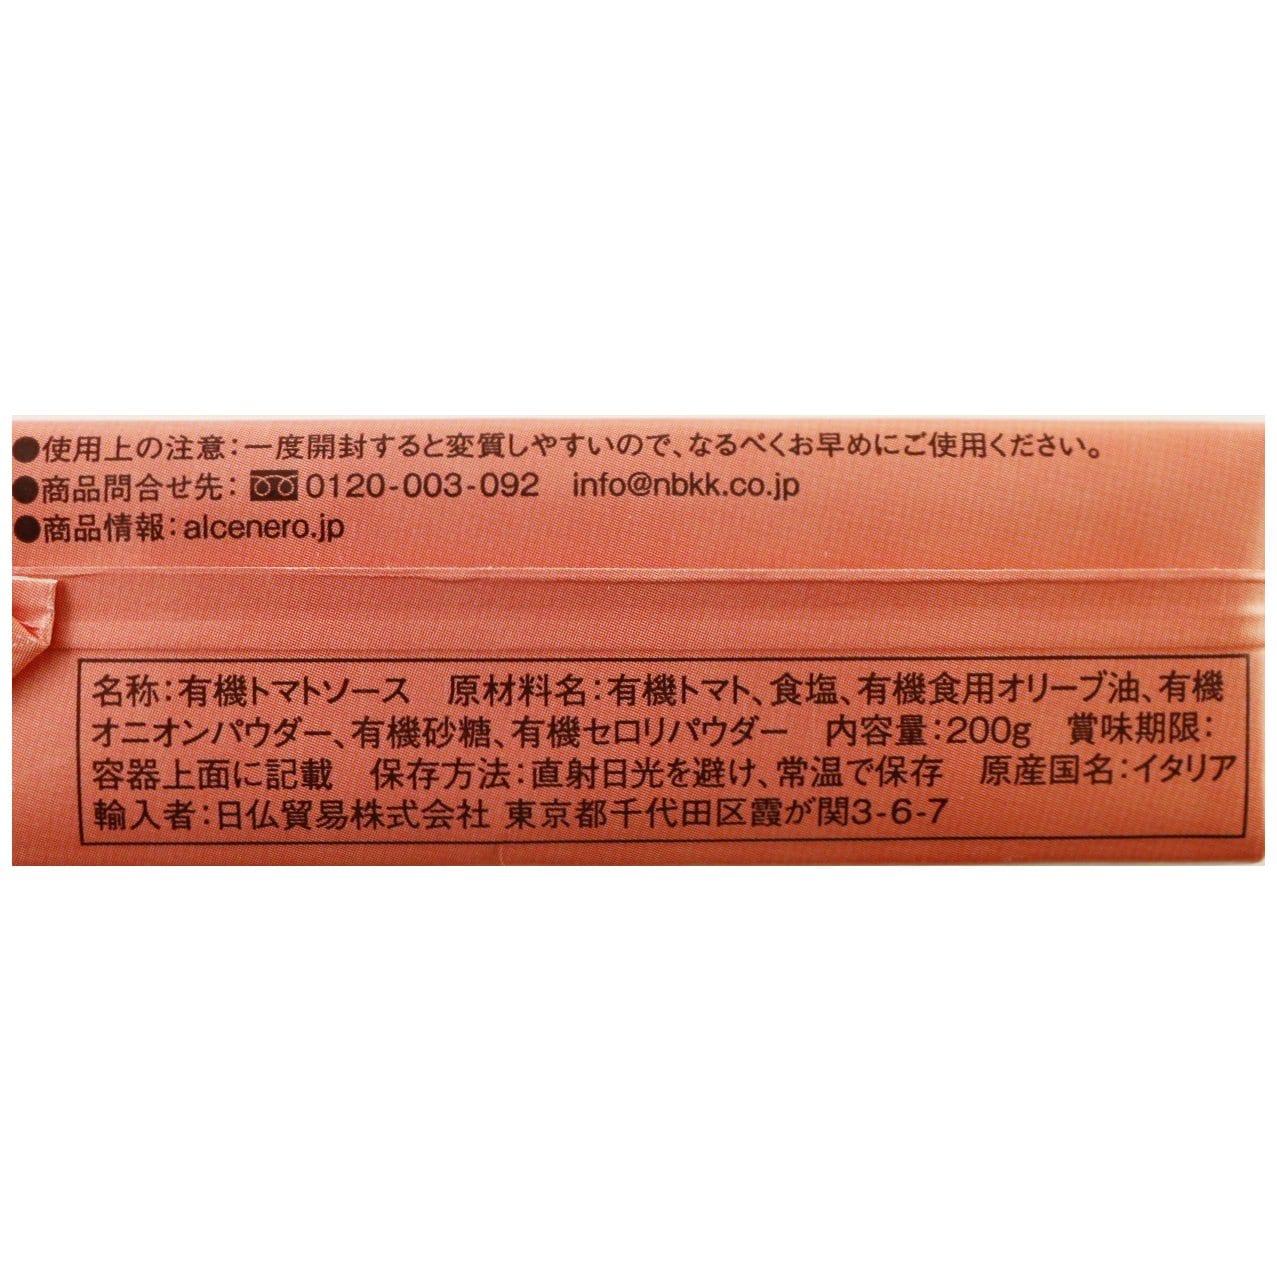 ●使用上の注意：一度開封すると変質しやすいので、なるべくお早めにご使用ください。
●商品問合せ先：0120-003-092 info@nbkk.co.jp
●商品情報：alcenero.jp
名称：有機トマトソース 原材料名：有機トマト、食塩、有機食用オリーブ油、有機
オニオンパウダー、有機砂糖、有機セロリパウダー 内容量：200g 賞味期限：
容器上面に記載 保存方法：直射日光を避け、常温で保存 原産国名：イタリア
輸入者：日仏貿易株式会社 東京都千代田区霞が関3-6-7